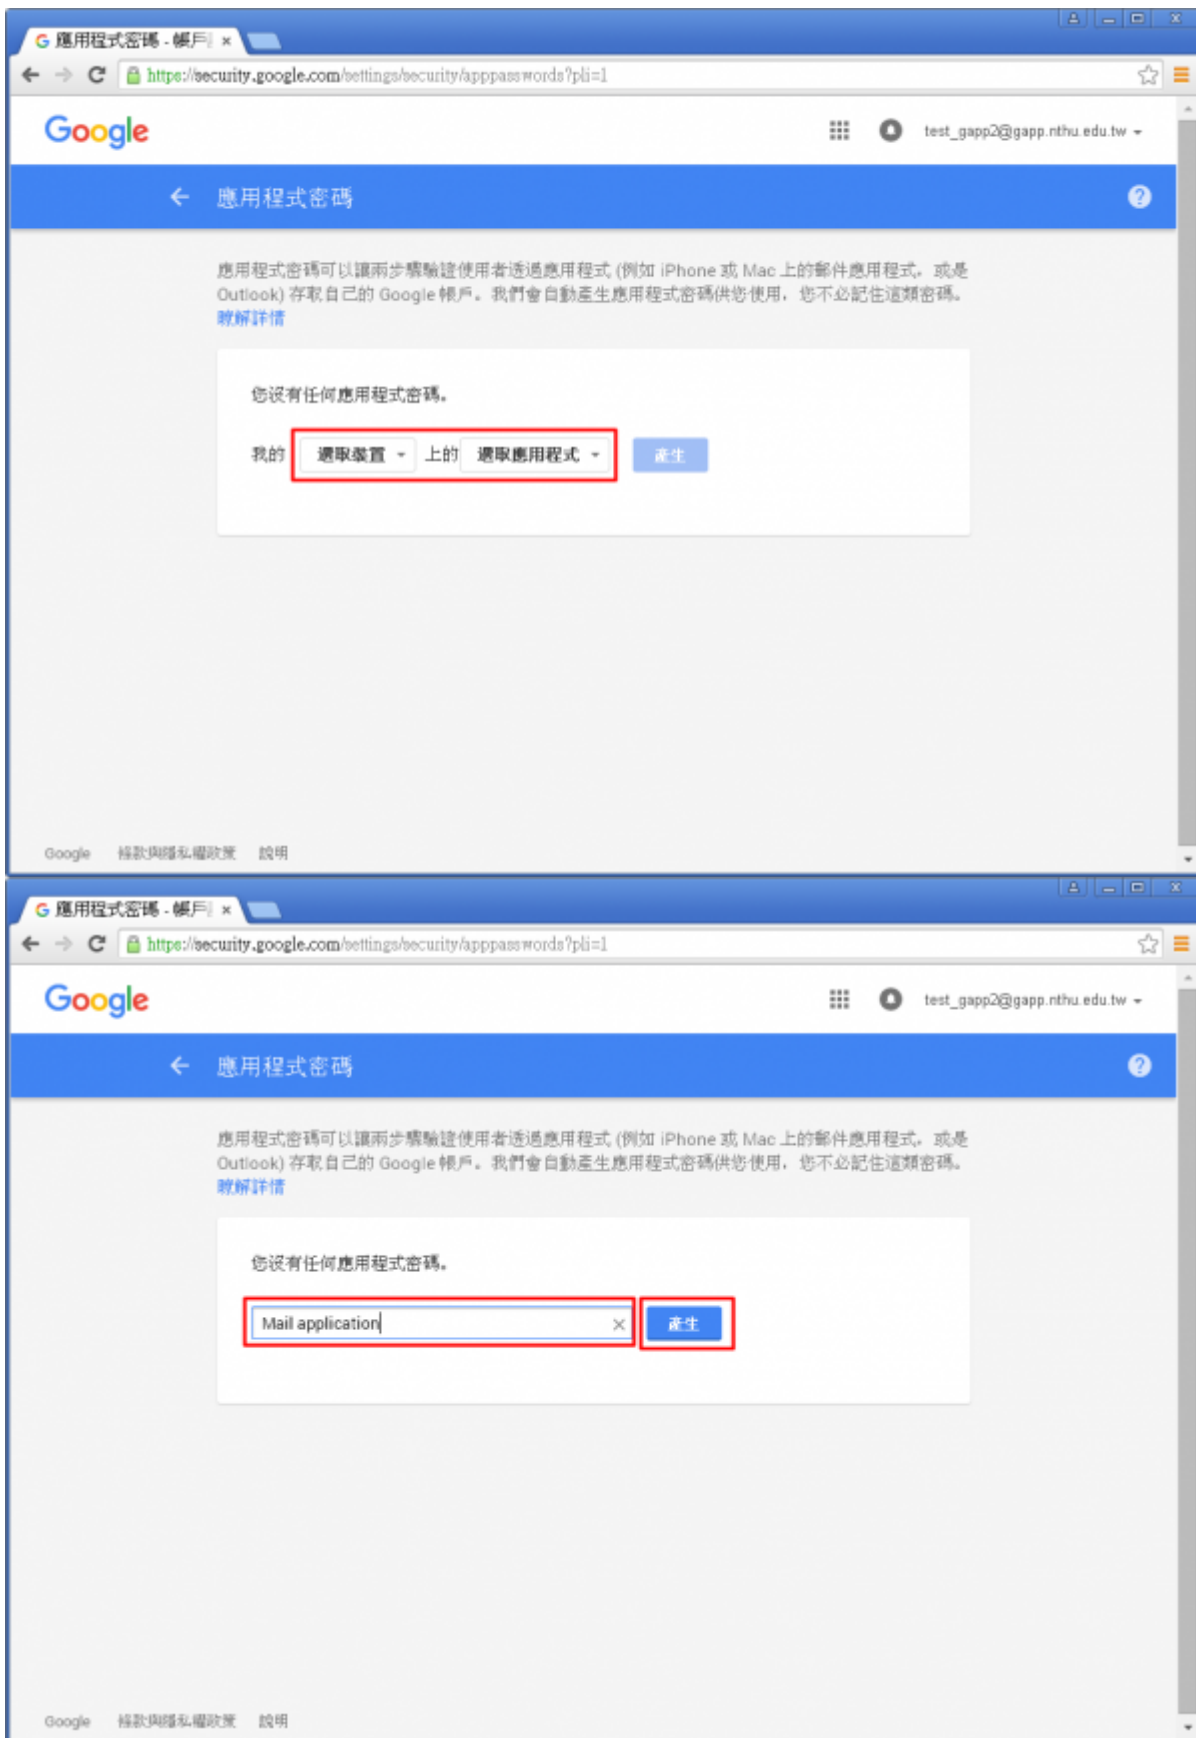 應用程式密碼 - 帳戶
https://security.google.com/settings/security/apppasswords?pli=1
Google
test_gapp2@gapp.nthu.edu.tw
應用程式密碼
應用程式密碼可以讓兩步驟驗證使用者透過應用程式 (例如 iPhone 或 Mac 上的郵件應用程式，或是
Outlook) 存取自己的 Google 帳戶。我們會自動產生應用程式密碼供您使用，您不必記住這類密碼。
瞭解詳情
您沒有任何應用程式密碼。
我的 選取裝置 上的 選取應用程式 產生
Google 條款與隱私權政策 說明
應用程式密碼 - 帳戶
https://security.google.com/settings/security/apppasswords?pli=1
Google
test_gapp2@gapp.nthu.edu.tw
應用程式密碼
應用程式密碼可以讓兩步驟驗證使用者透過應用程式 (例如 iPhone 或 Mac 上的郵件應用程式，或是
Outlook) 存取自己的 Google 帳戶。我們會自動產生應用程式密碼供您使用，您不必記住這類密碼。
瞭解詳情
您沒有任何應用程式密碼。
Mail application 產生
Google 條款與隱私權政策 說明